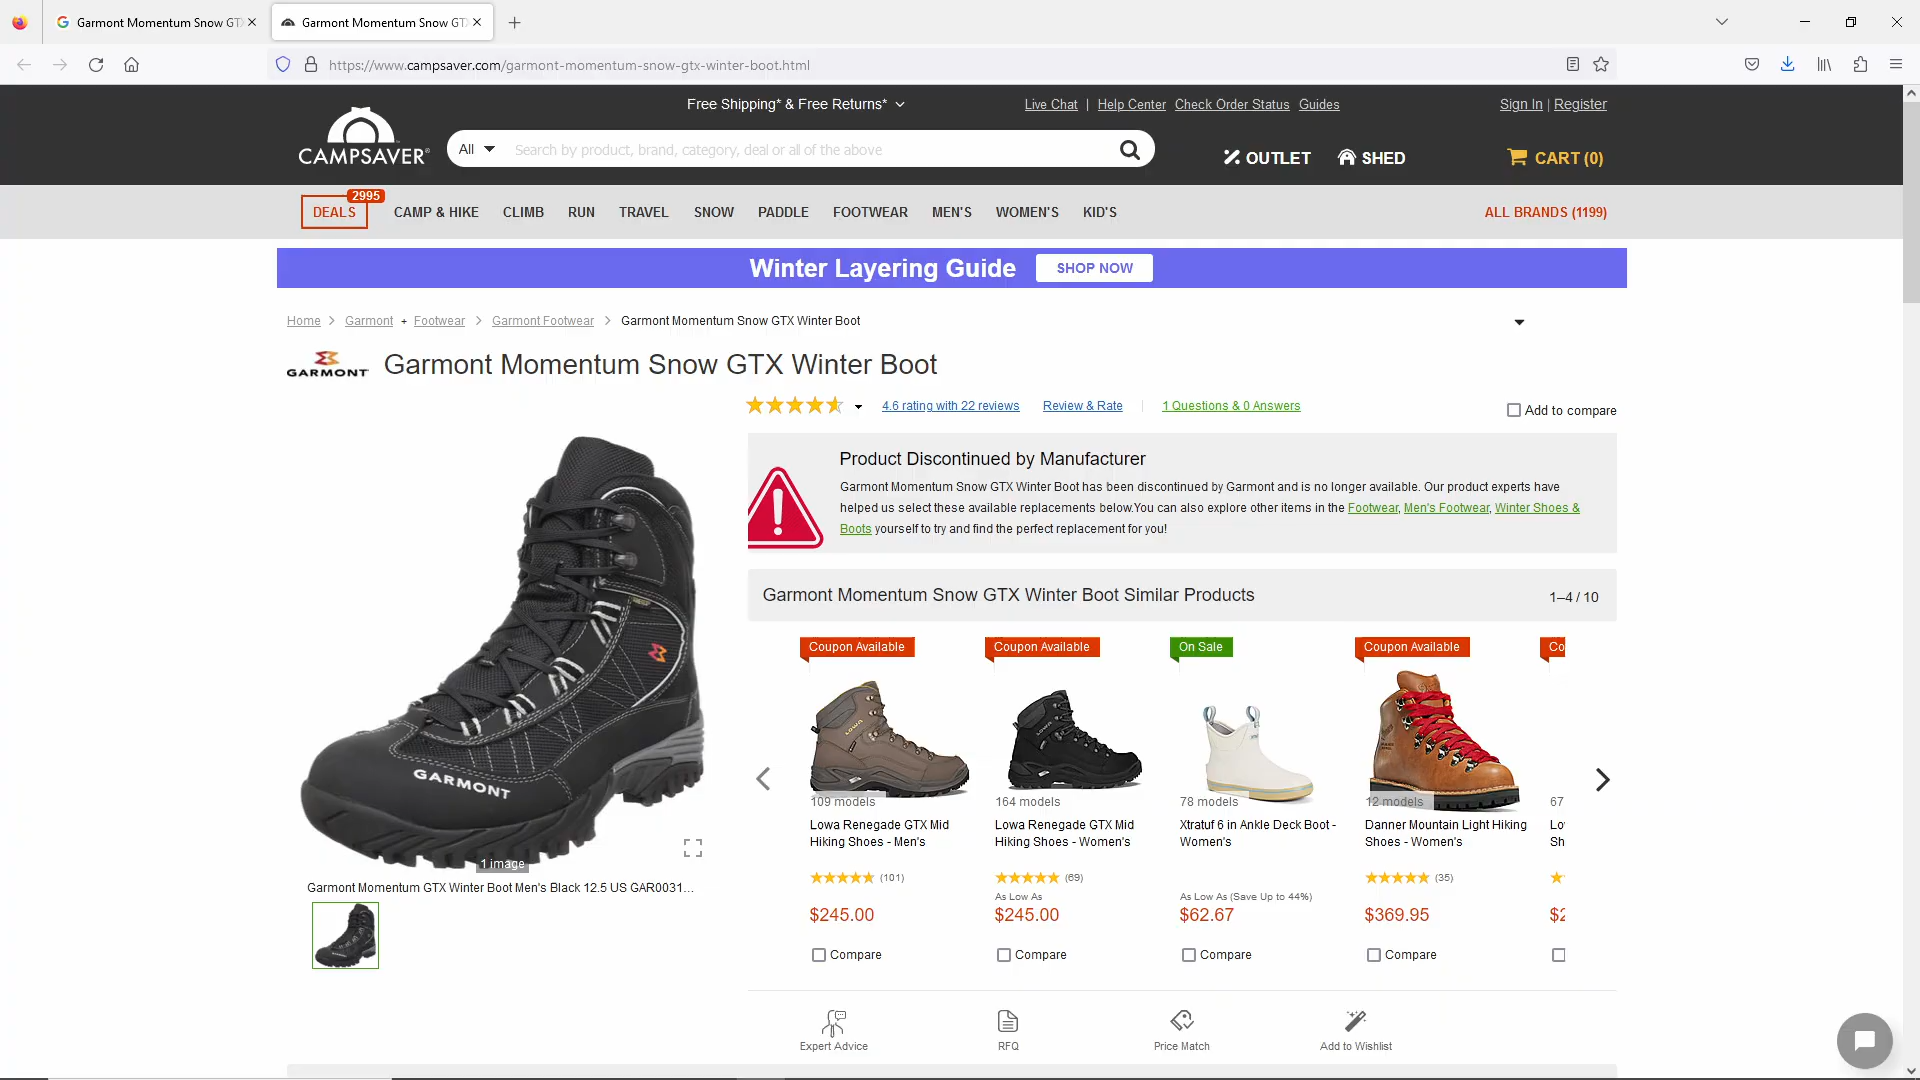 Garmont Momentum Snow GT
Garmont Momentum Snow GT
https://www.campsaver.com/garmont-momentum-snow-gtx-winter-boot.html
Free Shipping* & Free Returns*
Live Chat | Help Center Check Order Status Guides
Sign In | Register
CAMPSAVER
All
Search by product, brand, category, deal or all of the above
OUTLET
SHED
CART (0)
2995
DEALS CAMP & HIKE CLIMB RUN TRAVEL SNOW PADDLE FOOTWEAR MEN'S WOMEN'S KID'S ALL BRANDS (1199)
Winter Layering Guide SHOP NOW
Home > Garmont + Footwear > Garmont Footwear > Garmont Momentum Snow GTX Winter Boot
GARMONT Garmont Momentum Snow GTX Winter Boot
4.6 rating with 22 reviews Review & Rate 1 Questions & 0 Answers
Add to compare
Product Discontinued by Manufacturer
Garmont Momentum Snow GTX Winter Boot has been discontinued by Garmont and is no longer available. Our product experts have
helped us select these available replacements below.You can also explore other items in the Footwear, Men's Footwear, Winter Shoes &
Boots yourself to try and find the perfect replacement for you!
GARMONT
1 image
Garmont Momentum GTX Winter Boot Men's Black 12.5 US GAR0031...
Garmont Momentum Snow GTX Winter Boot Similar Products 1–4 / 10
Coupon Available Coupon Available On Sale Coupon Available Co
109 models 164 models 78 models 12 models 67
Lowa Renegade GTX Mid Lowa Renegade GTX Mid Xtratuf 6 in Ankle Deck Boot - Danner Mountain Light Hiking Lo
Hiking Shoes - Men's Hiking Shoes - Women's Women's Shoes - Women's Sh
(101) (69) (35)
As Low As As Low As (Save Up to 44%)
$245.00 $245.00 $62.67 $369.95 $2
Compare Compare Compare Compare
Expert Advice RFQ Price Match Add to Wishlist